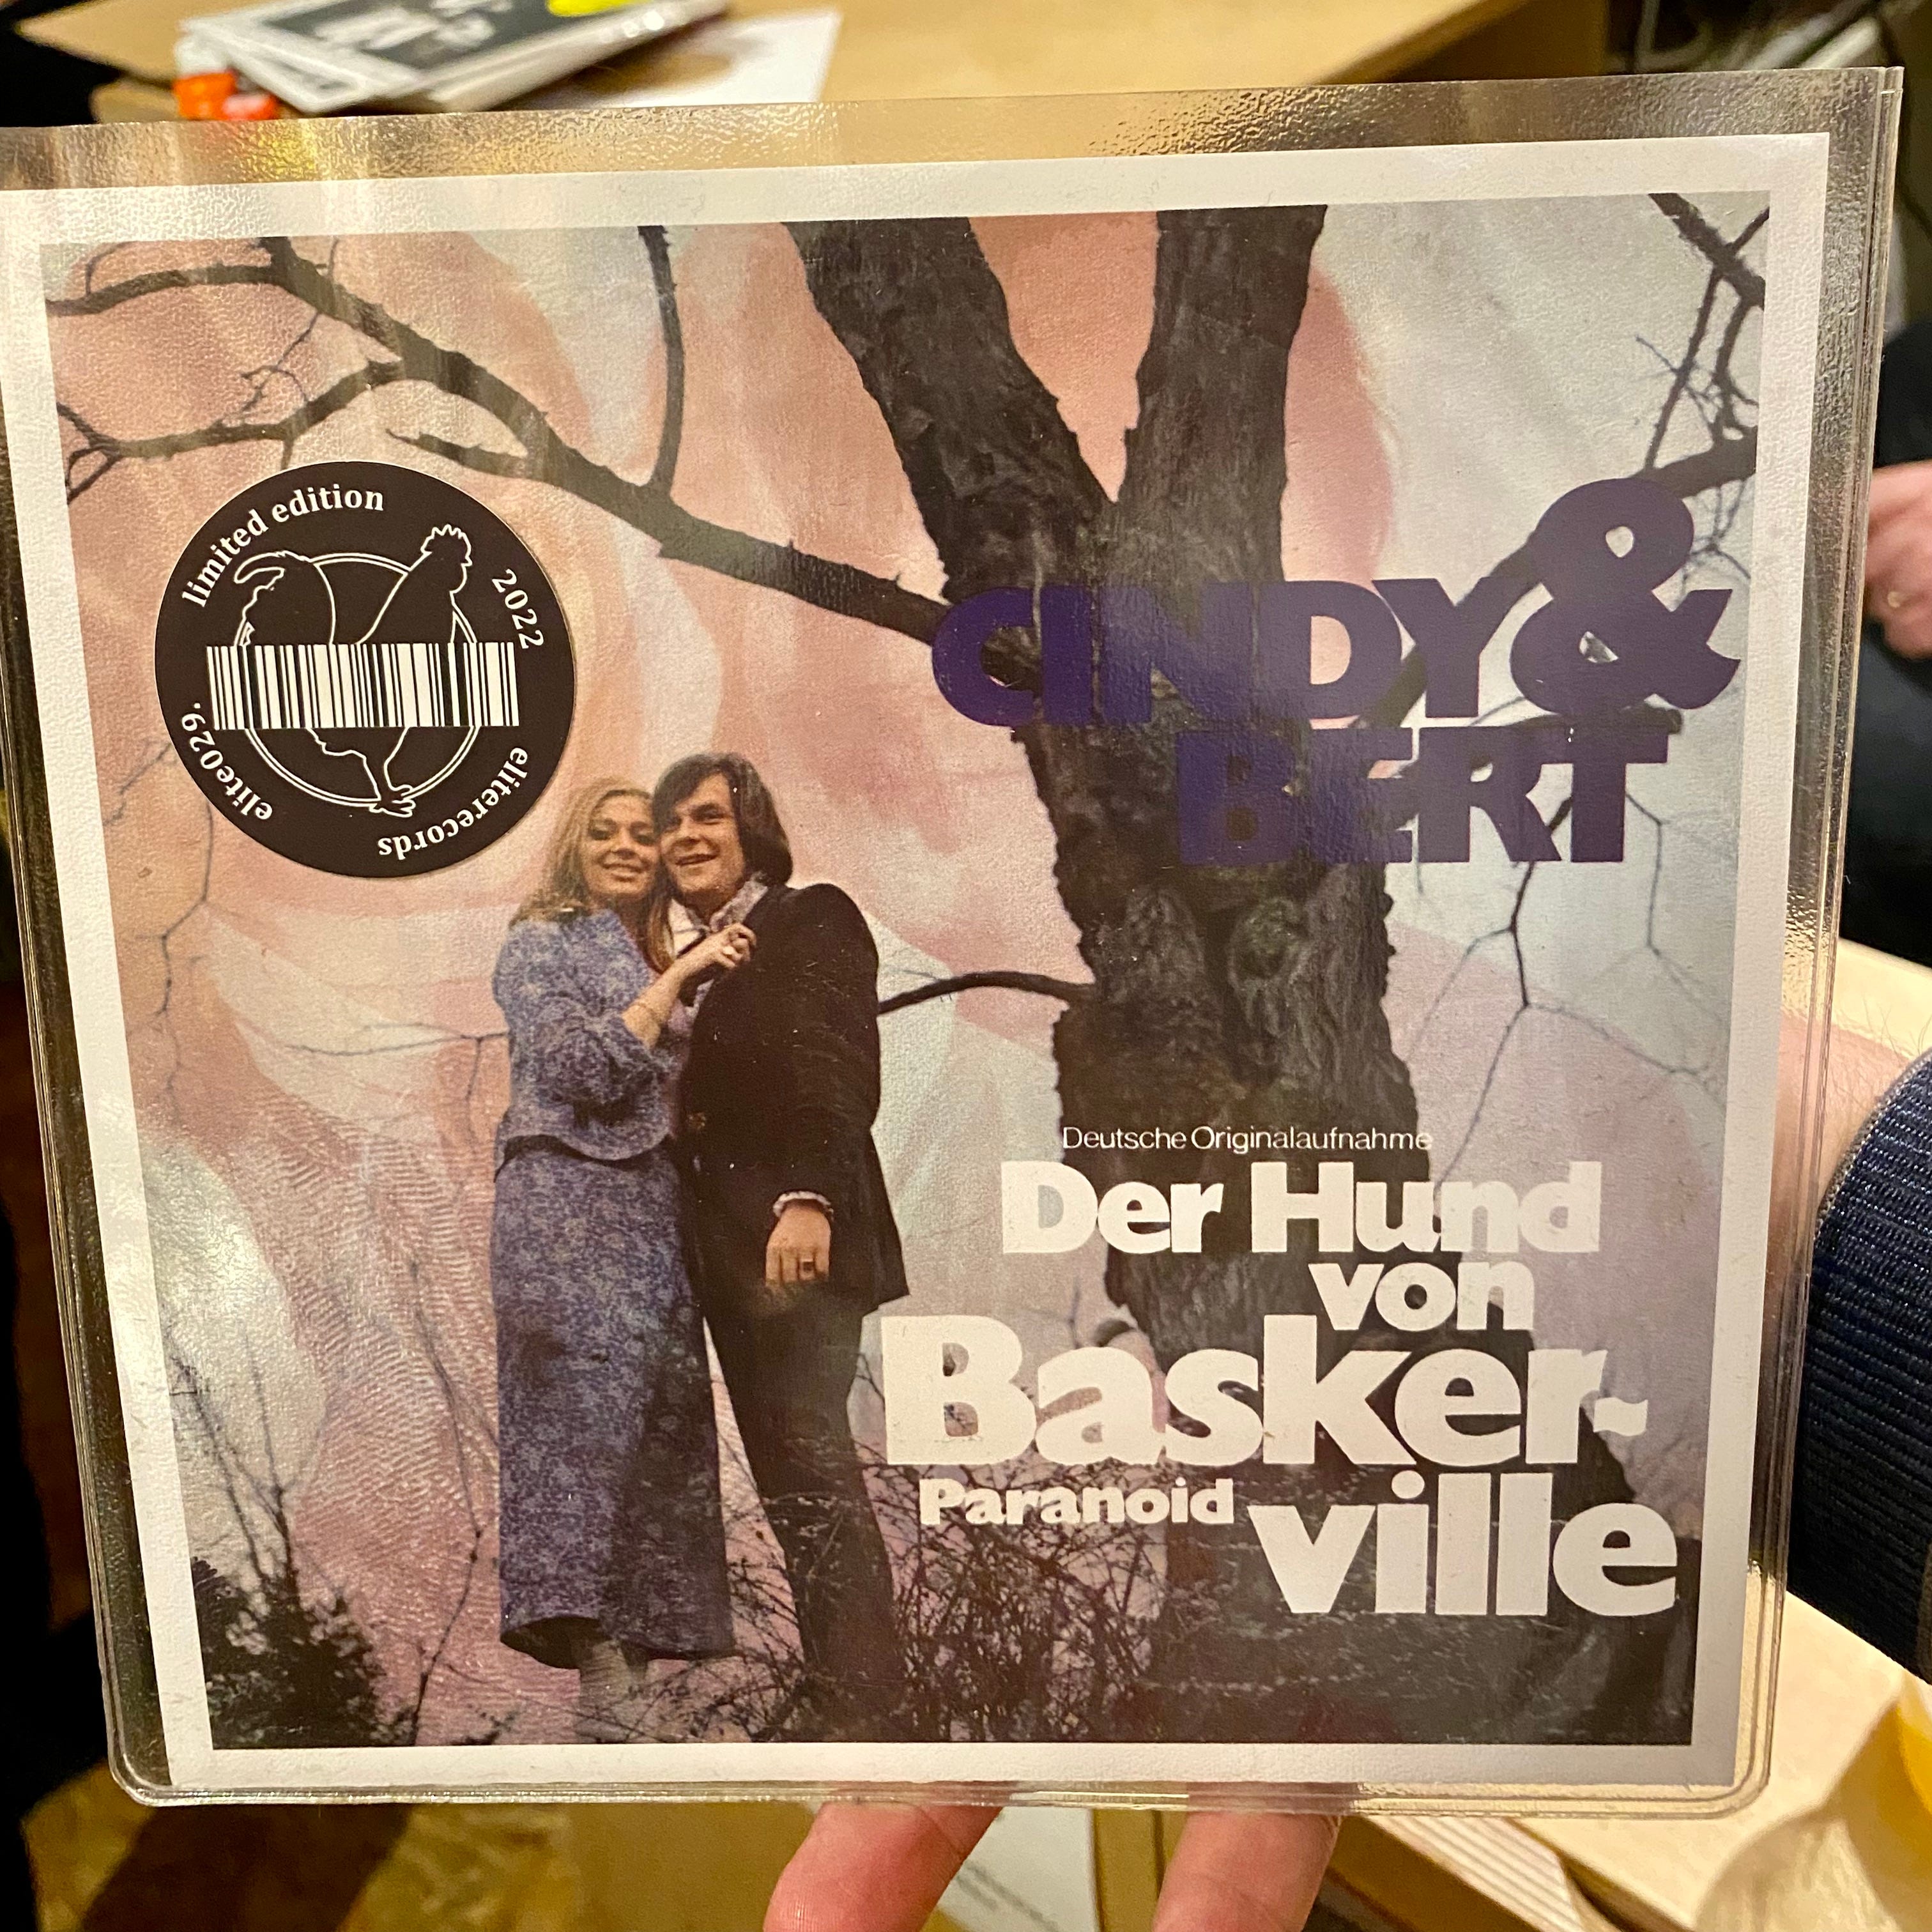 limited edition
2022
elite029.
eliterecords
CINDY &
BERT
Deutsche Originalaufnahme
Der Hund
von
Basker-
Paranoid ville